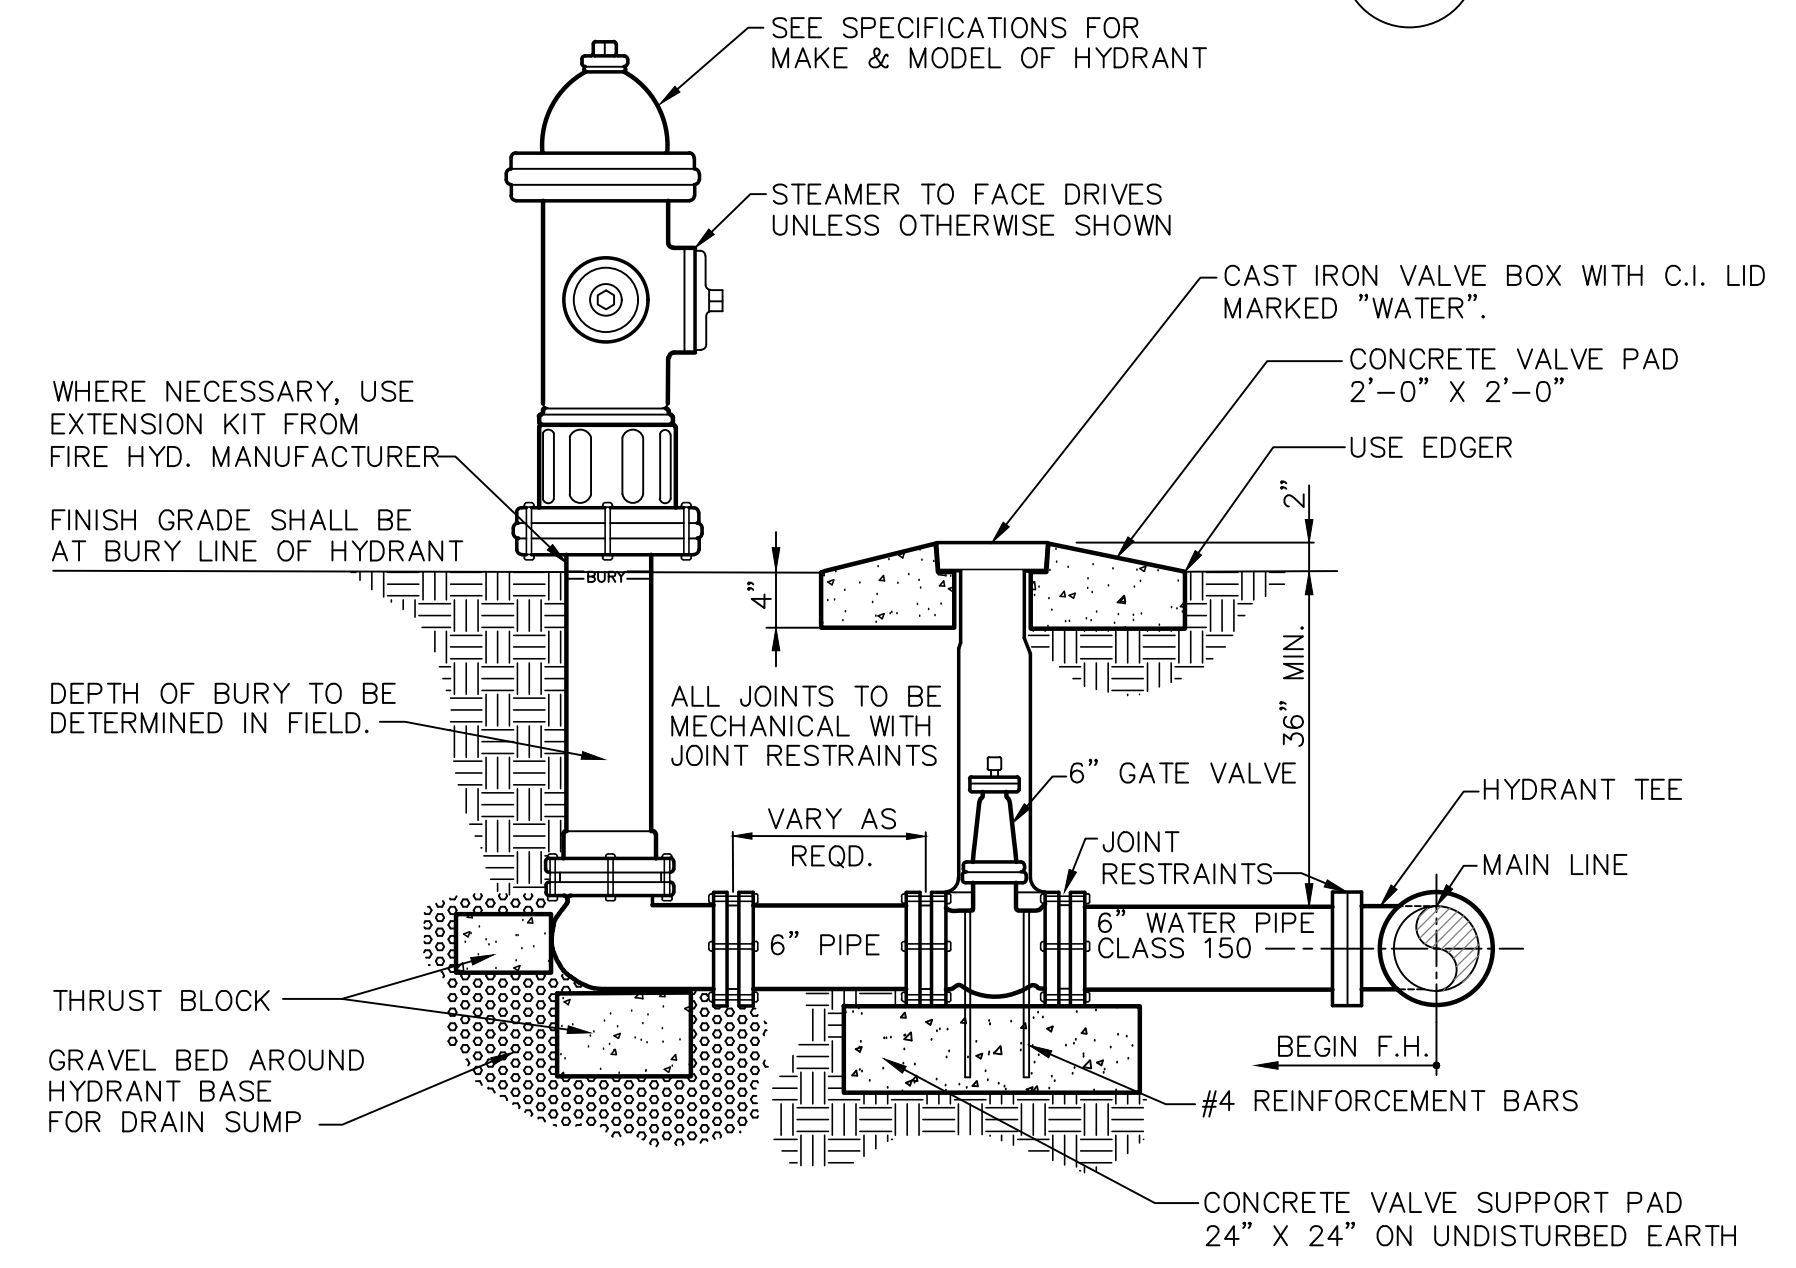 SEE SPECIFICATIONS FOR
MAKE & MODEL OF HYDRANT
STEAMER TO FACE DRIVES
UNLESS OTHERWISE SHOWN
CAST IRON VALVE BOX WITH C.I. LID
MARKED "WATER".
CONCRETE VALVE PAD
2'-0" X 2'-0"
USE EDGER
WHERE NECESSARY, USE
EXTENSION KIT FROM
FIRE HYD. MANUFACTURER
FINISH GRADE SHALL BE
AT BURY LINE OF HYDRANT
BURY
4"
2"
36" MIN.
DEPTH OF BURY TO BE
DETERMINED IN FIELD.
ALL JOINTS TO BE
MECHANICAL WITH
JOINT RESTRAINTS
6" GATE VALVE
HYDRANT TEE
VARY AS
REQD.
JOINT
RESTRAINTS
MAIN LINE
6" PIPE
6" WATER PIPE
CLASS 150
THRUST BLOCK
GRAVEL BED AROUND
HYDRANT BASE
FOR DRAIN SUMP
BEGIN F.H.
#4 REINFORCEMENT BARS
CONCRETE VALVE SUPPORT PAD
24" X 24" ON UNDISTURBED EARTH